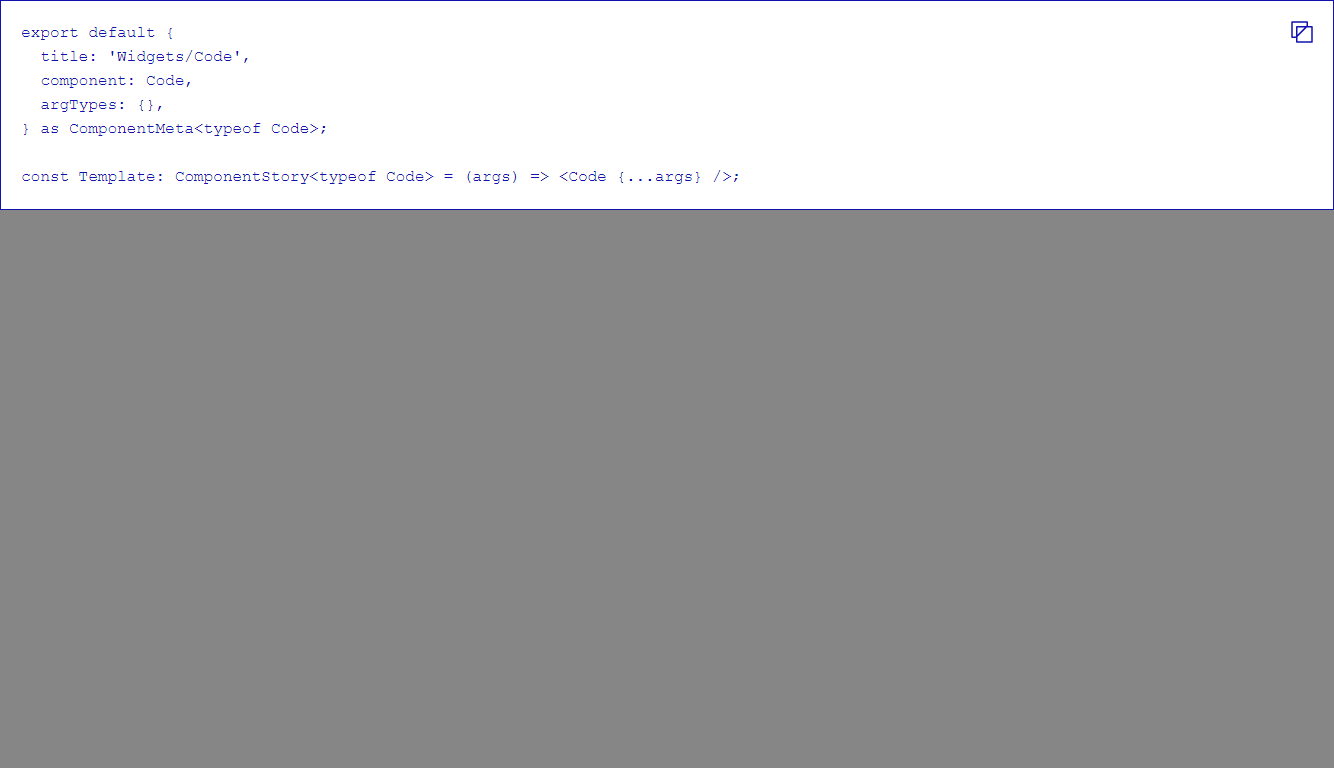 export default {
  title: 'Widgets/Code',
  component: Code,
  argTypes: {},
} as ComponentMeta<typeof Code>;

const Template: ComponentStory<typeof Code> = (args) => <Code {...args} />;